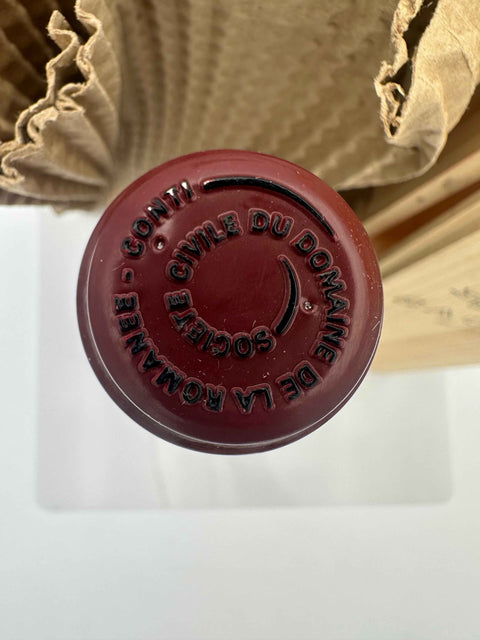 SOCIETE CIVILE DU DOMAINE DE LA ROMANEE - CONTI